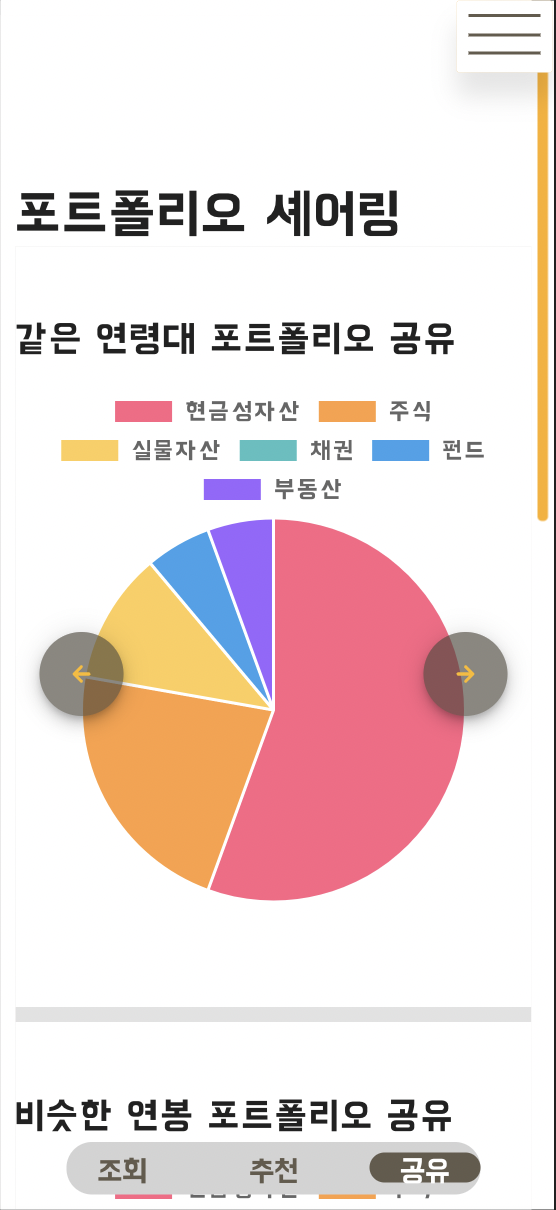 포트폴리오 셰어링
같은 연령대 포트폴리오 공유
현금성자산 주식
실물자산 채권 펀드
부동산
비슷한 연봉 포트폴리오 공유
조회 추천 공유